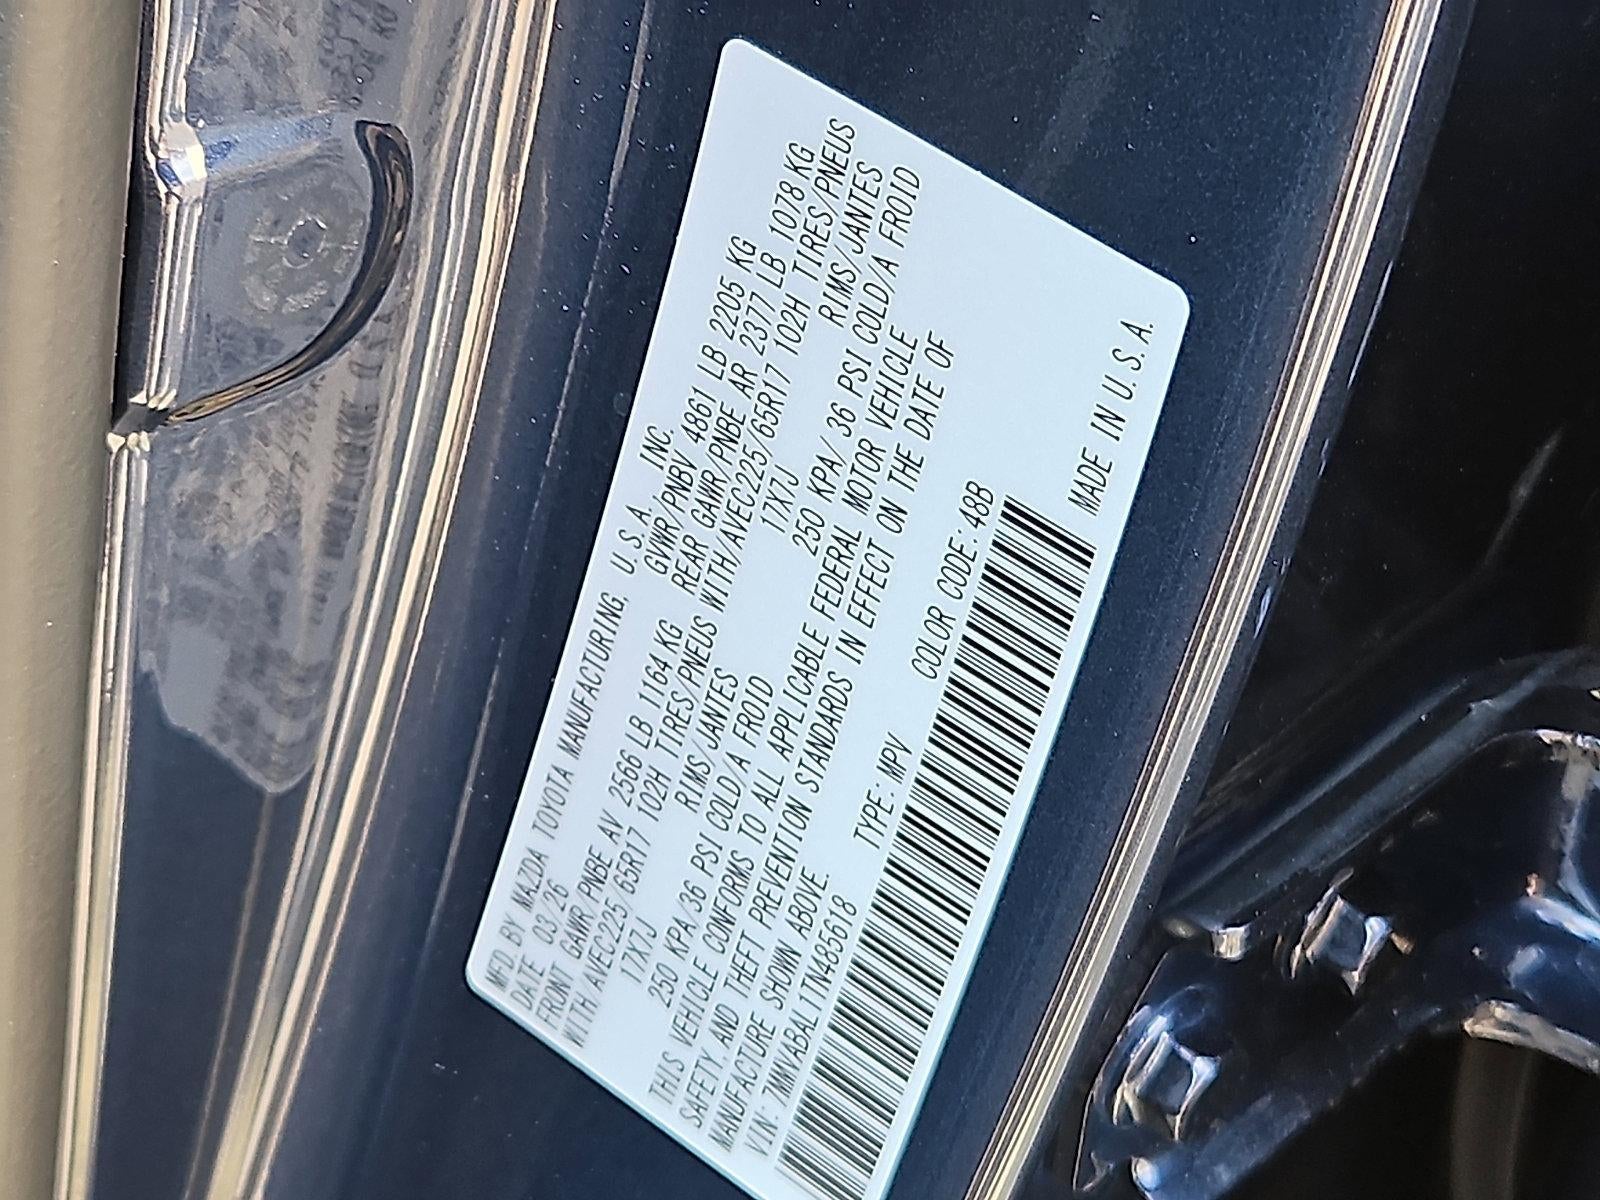 MFD. BY MAZDA TOYOTA MANUFACTURING, U.S.A. INC.
DATE 03/26 GVWR/PNBV 4861 LB 2205 KG
FRONT GAWR/PNBE AV 2566 LB 1164 KG REAR GAWR/PNBE AR 2377 LB 1078 KG
WITH/AVEC225/65R17 102H TIRES/PNEUS WITH/AVEC225/65R17 102H TIRES/PNEUS
17X7J RIMS/JANTES 17X7J RIMS/JANTES
250 KPA/36 PSI COLD/A FROID 250 KPA/36 PSI COLD/A FROID
THIS VEHICLE CONFORMS TO ALL APPLICABLE FEDERAL MOTOR VEHICLE
SAFETY, AND THEFT PREVENTION STANDARDS IN EFFECT ON THE DATE OF
MANUFACTURE SHOWN ABOVE.
VIN: 7MMVABAL1TN485618 TYPE:MPV COLOR CODE:48B
MADE IN U.S.A.